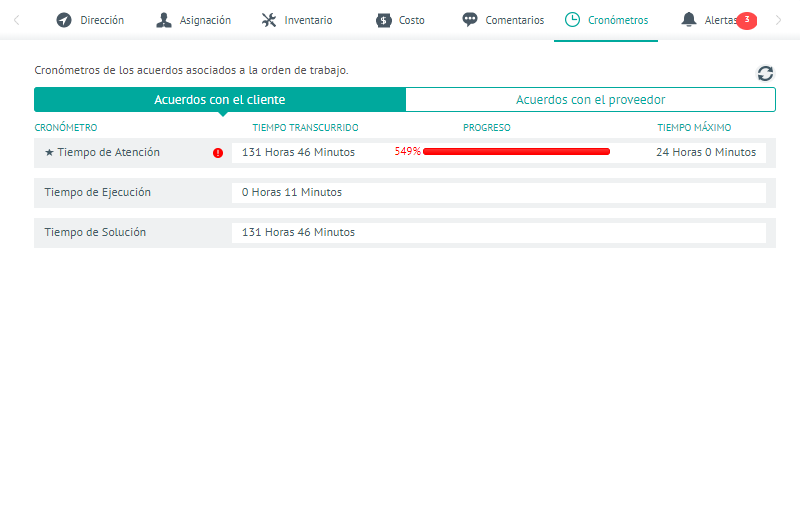 Dirección Asignación Inventario Costo Comentarios Cronómetros Alertas 3
Cronómetros de los acuerdos asociados a la orden de trabajo.
Acuerdos con el cliente Acuerdos con el proveedor
CRONÓMETRO TIEMPO TRANSCURRIDO PROGRESO TIEMPO MÁXIMO
★ Tiempo de Atención 131 Horas 46 Minutos 549% 24 Horas 0 Minutos
Tiempo de Ejecución 0 Horas 11 Minutos
Tiempo de Solución 131 Horas 46 Minutos